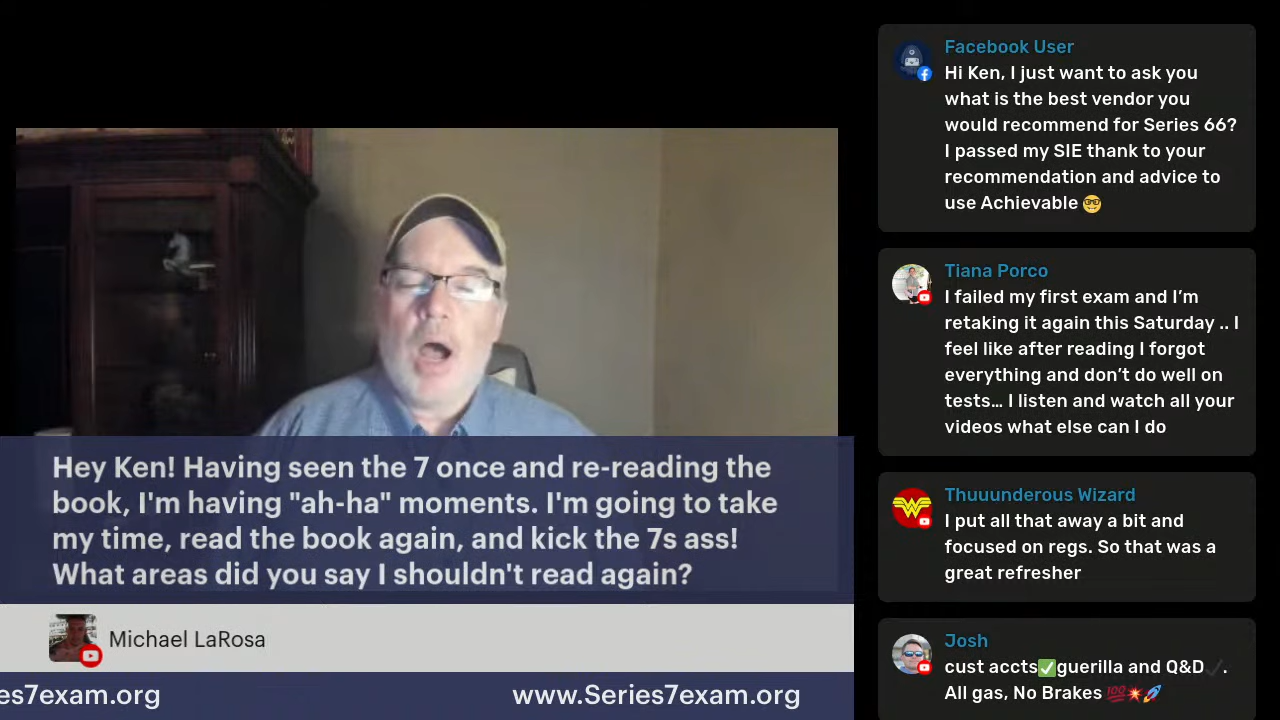 Hey Ken! Having seen the 7 once and re-reading the
book, I'm having "ah-ha" moments. I'm going to take
my time, read the book again, and kick the 7s ass!
What areas did you say I shouldn't read again?
Michael LaRosa
es7exam.org
www.Series7exam.org
Facebook User
Hi Ken, I just want to ask you
what is the best vendor you
would recommend for Series 66?
I passed my SIE thank to your
recommendation and advice to
use Achievable 🤓
Tiana Porco
I failed my first exam and I’m
retaking it again this Saturday .. I
feel like after reading I forgot
everything and don’t do well on
tests… I listen and watch all your
videos what else can I do
Thuuunderous Wizard
I put all that away a bit and
focused on regs. So that was a
great refresher
Josh
cust accts✅guerilla and Q&D✔️.
All gas, No Brakes 💯💥🚀